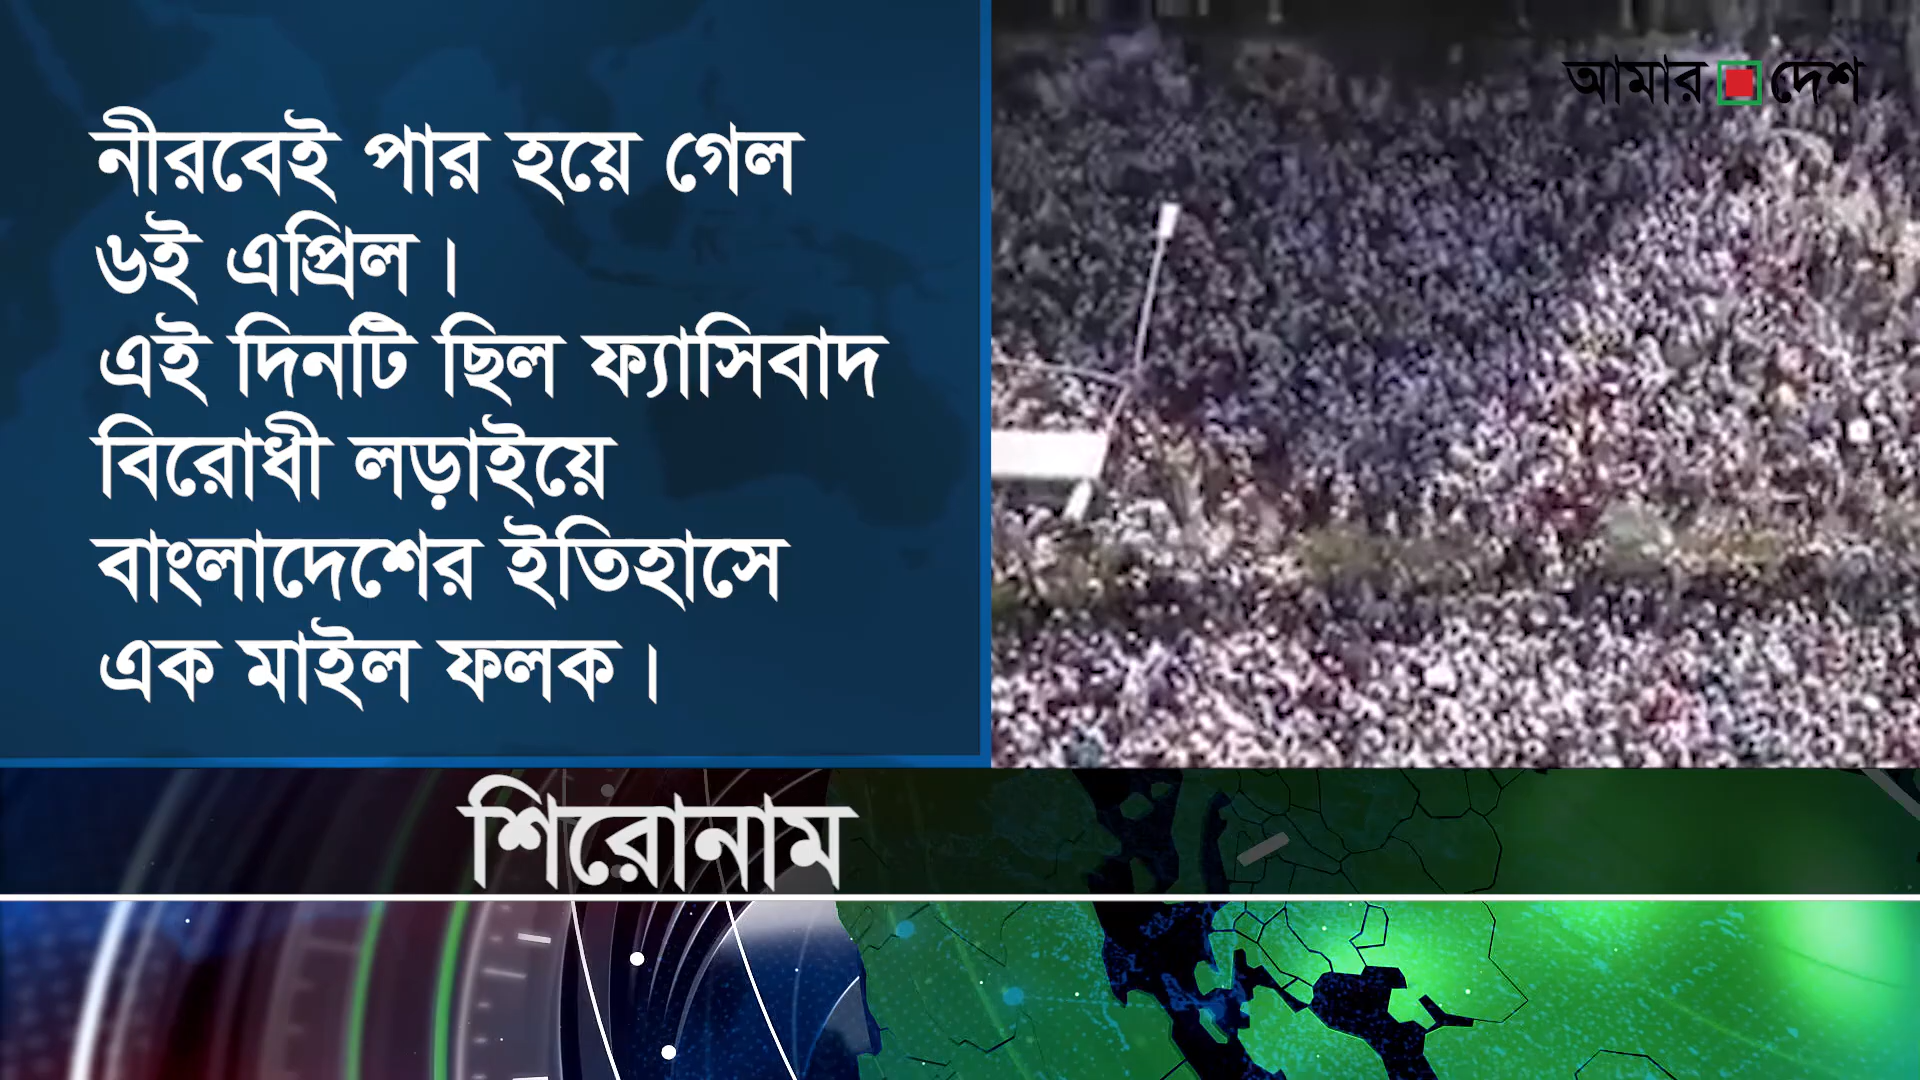 আমার দেশ
নীরবেই পার হয়ে গেল
৬ই এপ্রিল।
এই দিনটি ছিল ফ্যাসিবাদ
বিরোধী লড়াইয়ে
বাংলাদেশের ইতিহাসে
এক মাইল ফলক।
শিরোনাম